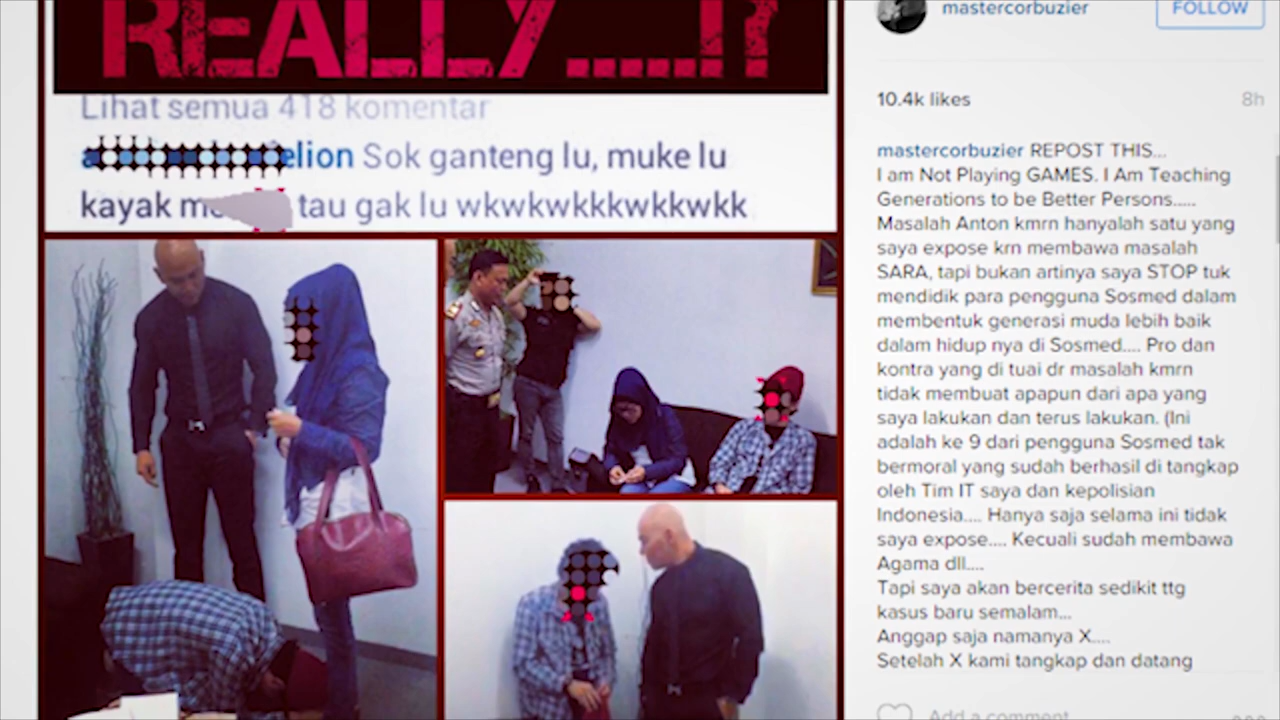 REALLY.....!?
Lihat semua 418 komentar
elion Sok ganteng lu, muke lu
kayak tau gak lu wkwkwkkkwkkwkk
mastercorbuzier
FOLLOW
10.4k likes
8h
mastercorbuzier REPOST THIS...
I am Not Playing GAMES. I Am Teaching
Generations to be Better Persons.....
Masalah Anton kmrn hanyalah satu yang
saya expose krn membawa masalah
SARA, tapi bukan artinya saya STOP tuk
mendidik para pengguna Sosmed dalam
membentuk generasi muda lebih baik
dalam hidup nya di Sosmed.... Pro dan
kontra yang di tuai dr masalah kmrn
tidak membuat apapun dari apa yang
saya lakukan dan terus lakukan. (Ini
adalah ke 9 dari pengguna Sosmed tak
bermoral yang sudah berhasil di tangkap
oleh Tim IT saya dan kepolisian
Indonesia.... Hanya saja selama ini tidak
saya expose.... Kecuali sudah membawa
Agama dll....
Tapi saya akan bercerita sedikit ttg
kasus baru semalam...
Anggap saja namanya X....
Setelah X kami tangkap dan datang
Add a comment...